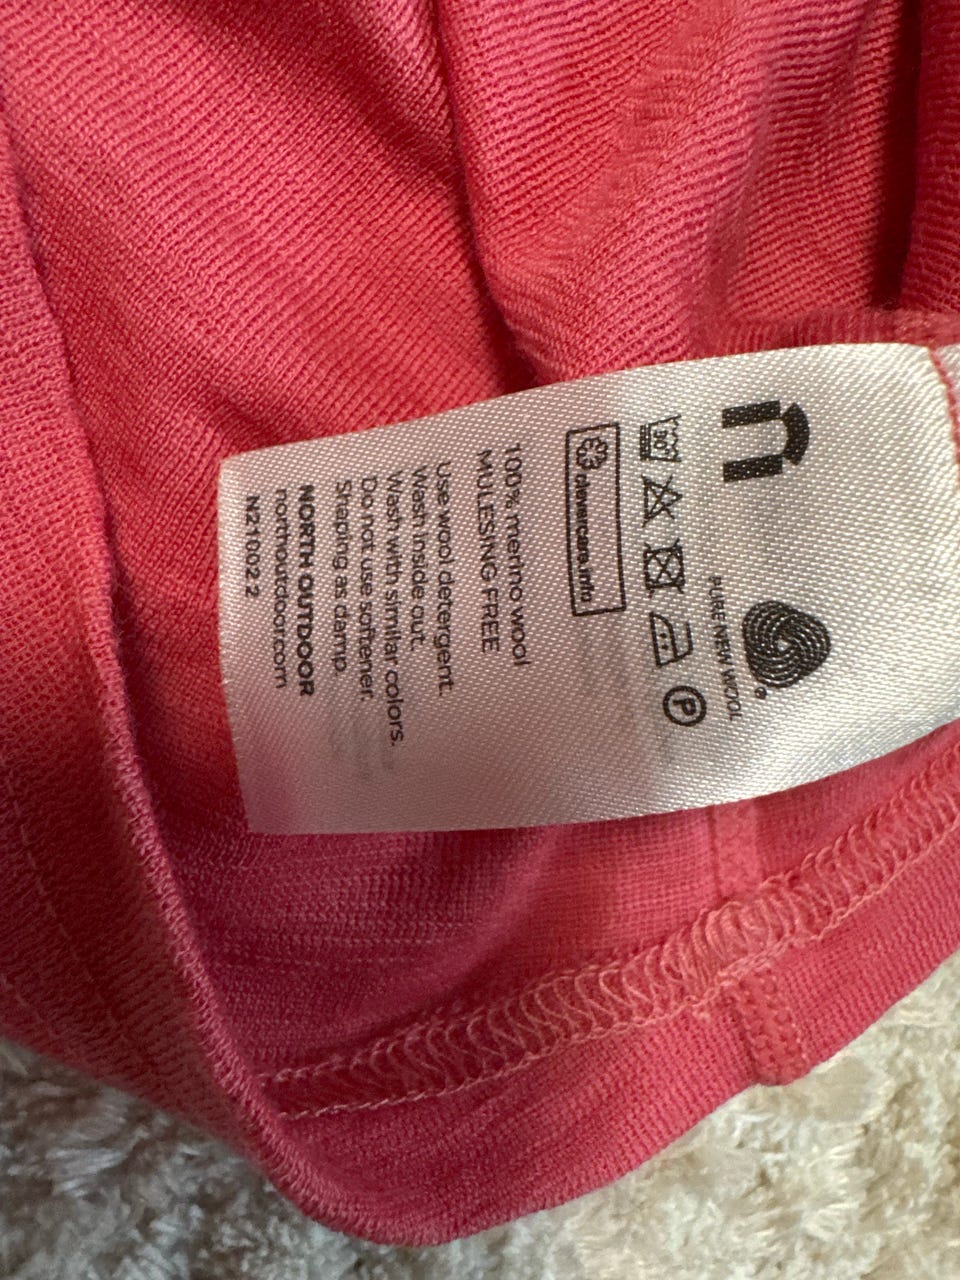 n
PURE NEW WOOL
®
30°
P
clevercare.info
100% merino wool
MULESING FREE
Use wool detergent.
Wash inside out.
Wash with similar colors.
Do not use softener.
Shaping as damp.
NORTH OUTDOOR
northoutdoor.com
N21002 2